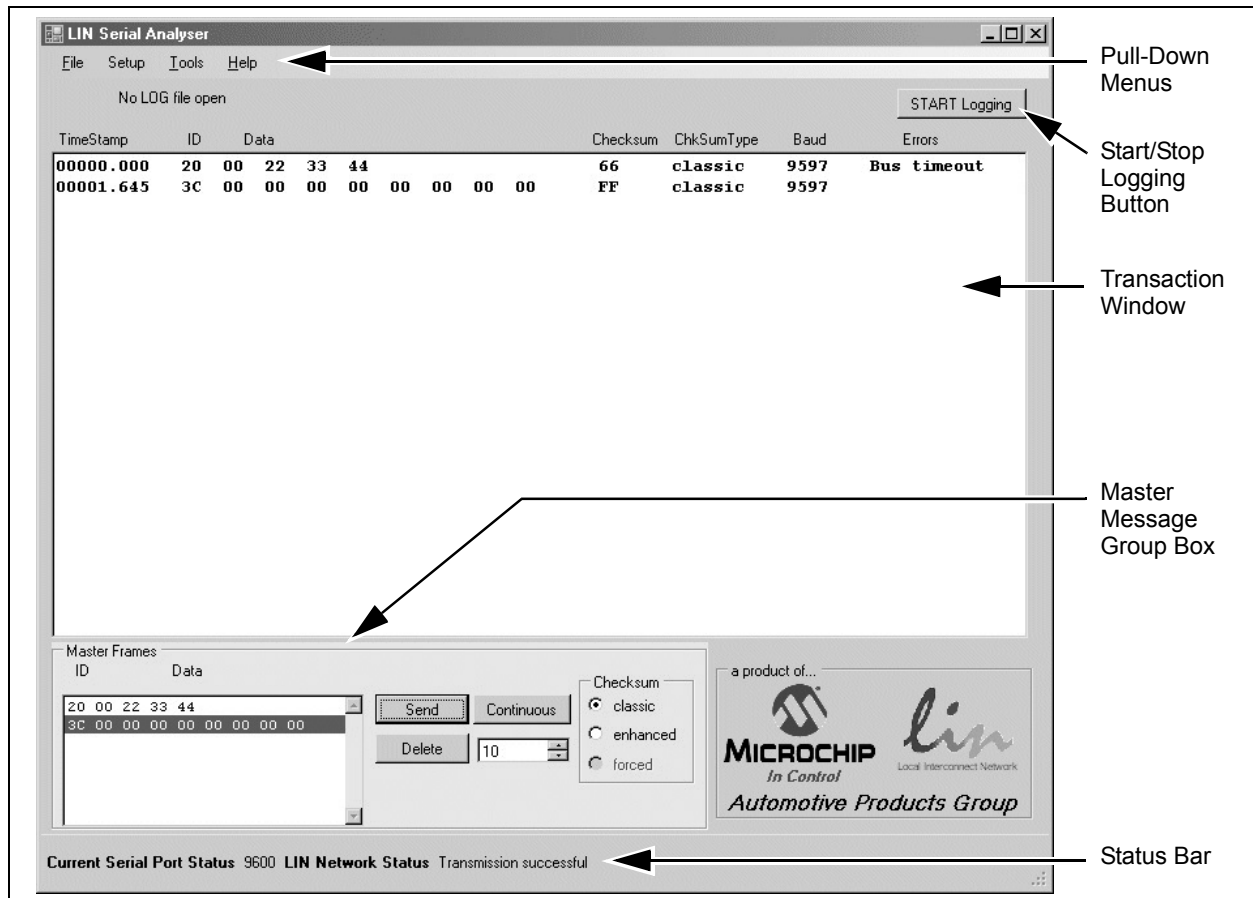 LIN Serial Analyser
File Setup Tools Help
Pull-Down
Menus
No LOG file open
START Logging
TimeStamp ID Data Checksum ChkSumType Baud Errors
Start/Stop
Logging
Button
00000.000 20 00 22 33 44 66 classic 9597 Bus timeout
00001.645 3C 00 00 00 00 00 00 00 00 FF classic 9597
Transaction
Window
Master
Message
Group Box
Master Frames
ID Data
20 00 22 33 44
3C 00 00 00 00 00 00 00 00
Send Continuous
Delete 10
Checksum
classic
enhanced
forced
a product of...
MICROCHIP
In Control
lin
Local Interconnect Network
Automotive Products Group
Current Serial Port Status 9600 LIN Network Status Transmission successful
Status Bar